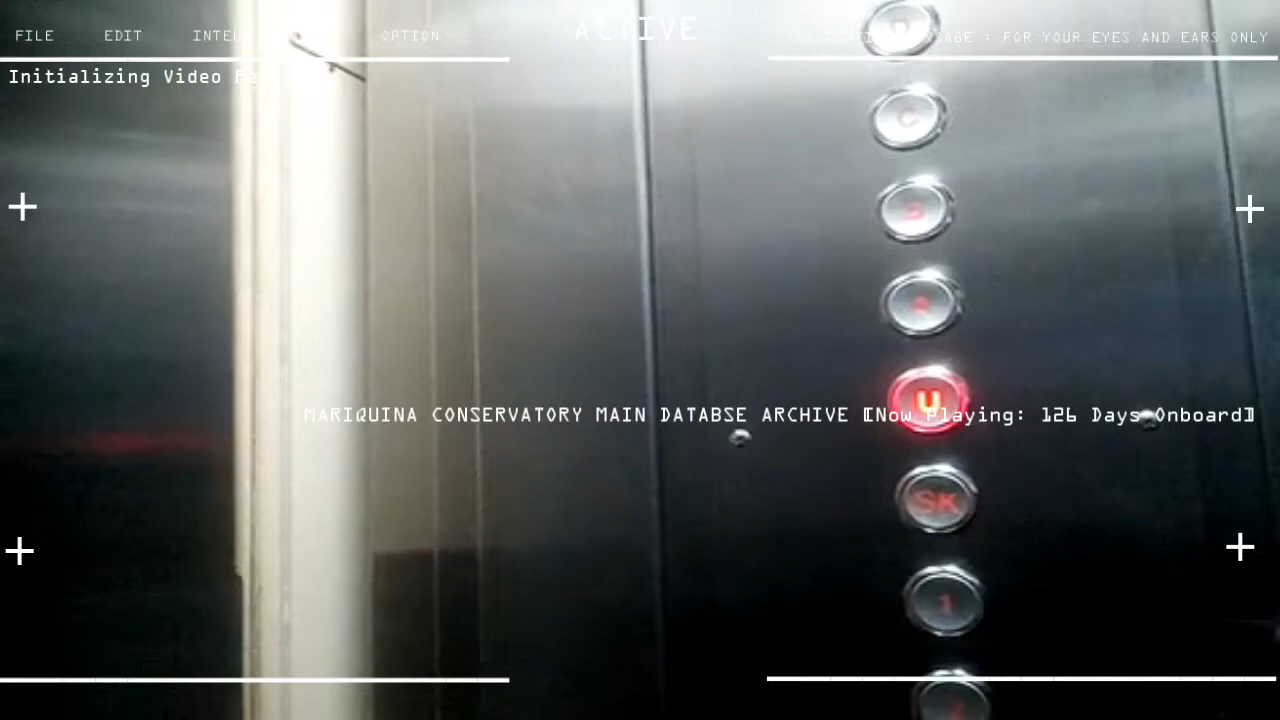 ACTIVE
FILE EDIT OPTION
: FOR YOUR EYES AND EARS ONLY
Initializing Video
C
MARIQUINA CONSERVATORY MAIN DATABSE ARCHIVE [Now Playing: 126 Days Onboard]
U
SK
1